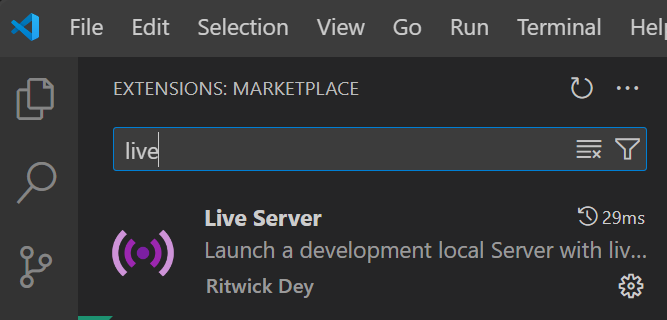 File Edit Selection View Go Run Terminal Help
EXTENSIONS: MARKETPLACE
live
Live Server 29ms
Launch a development local Server with liv...
Ritwick Dey